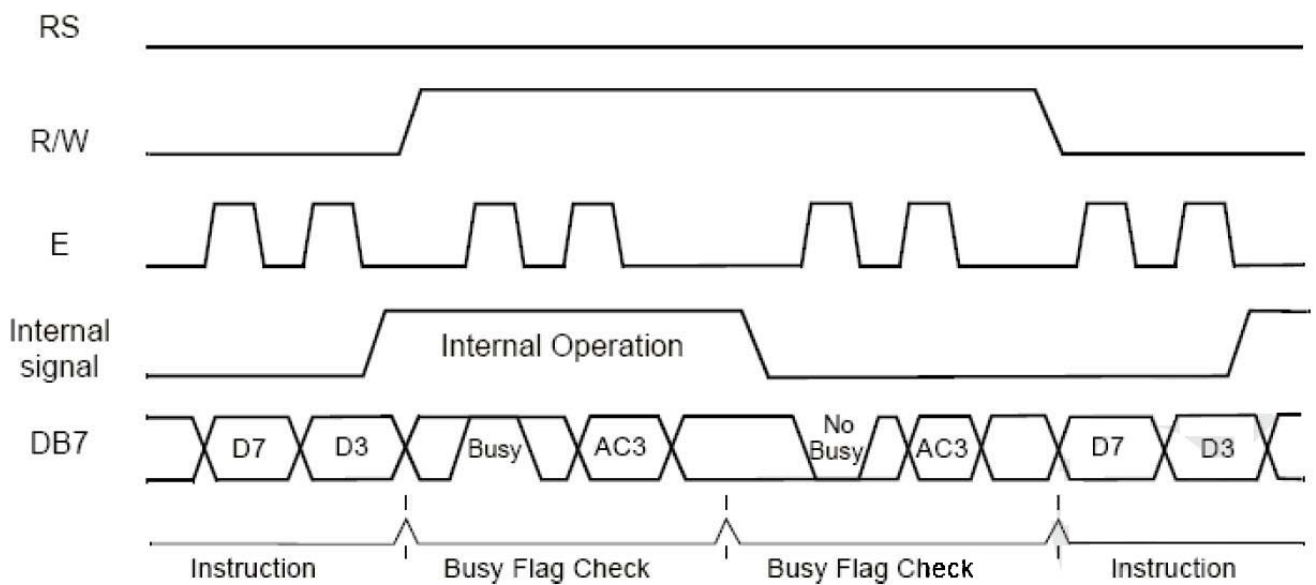 RS
R/W
E
Internal
signal
Internal Operation
DB7
D7 D3 Busy AC3 No
Busy AC3 D7 D3
Instruction Busy Flag Check Busy Flag Check Instruction